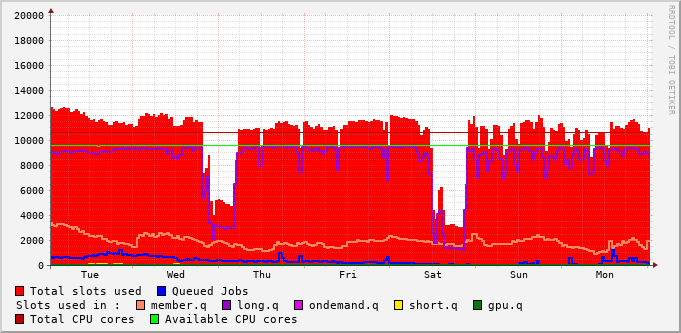 RRDTOOL / TOBI OETIKER
20000
18000
16000
14000
12000
10000
8000
6000
4000
2000
0
Tue Wed Thu Fri Sat Sun Mon
Total slots used Queued Jobs
Slots used in : member.q long.q ondemand.q short.q gpu.q
Total CPU cores Available CPU cores